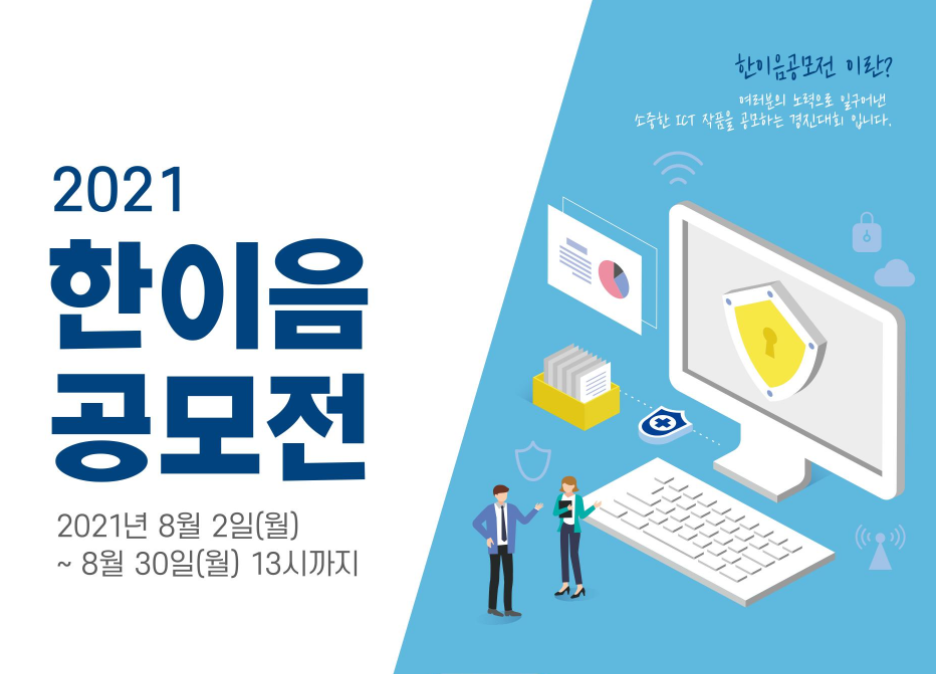 2021
한이음
공모전
2021년 8월 2일(월)
~ 8월 30일(월) 13시까지
한이음공모전 이란?
여러분의 노력으로 일구어낸
소중한 ICT 작품을 공모하는 경진대회 입니다.